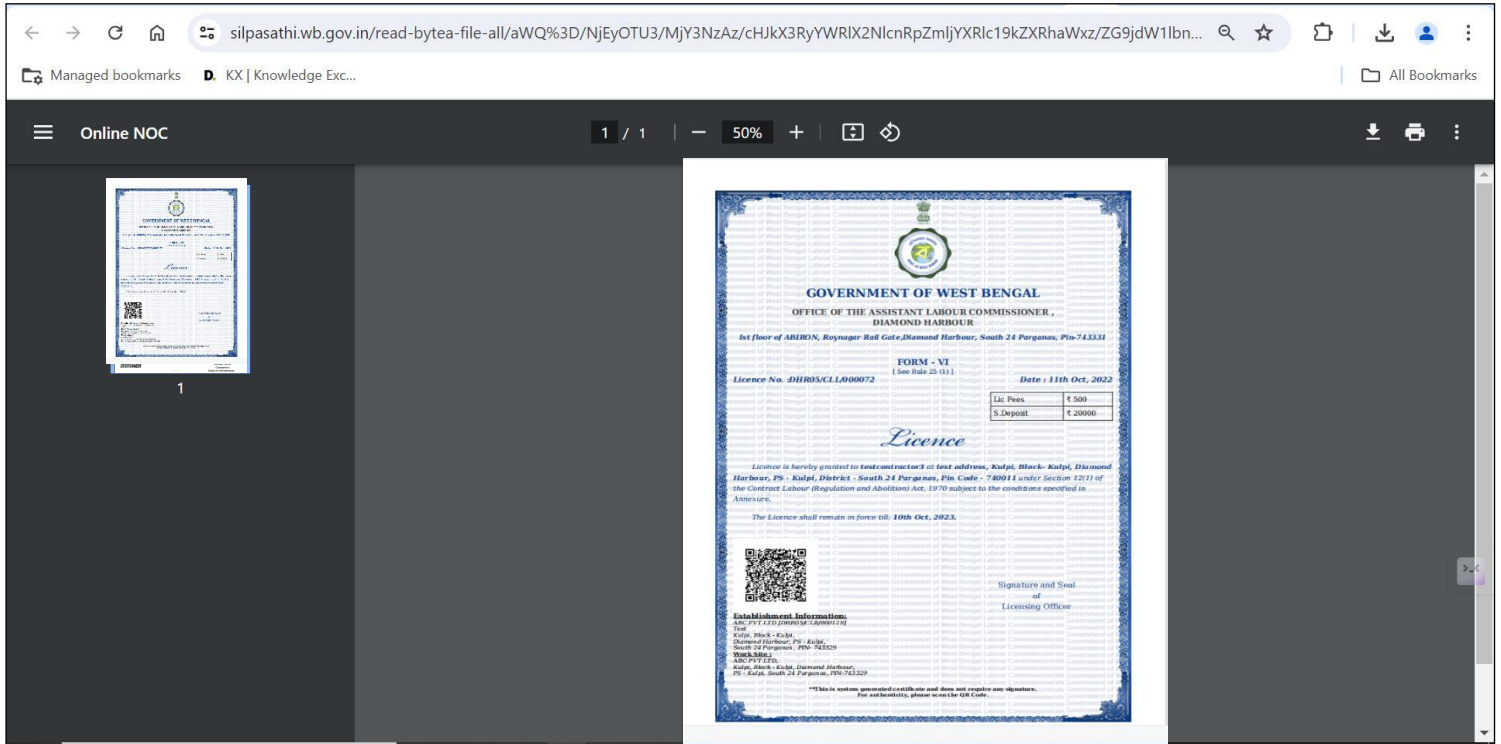 silpasathi.wb.gov.in/read-bytea-file-all/aWQ%3D/NjEyOTU3/MjY3NzAz/cHJkX3RyYWRlX2NlcnRpZmljYXRlc19kZXRhaWxz/ZG9jdW1lbn...
Managed bookmarks
D. KX | Knowledge Exc...
All Bookmarks
Online NOC
1 / 1
50%
1
GOVERNMENT OF WEST BENGAL
OFFICE OF THE ASSISTANT LABOUR COMMISSIONER ,
DIAMOND HARBOUR
Ist floor of ABIRON, Roynagar Rail Gate,Diamond Harbour, South 24 Parganas, Pin-743331
FORM - VI
[ See Rule 25 (1) ]
Licence No. :DHR05/CLL/000072
Date : 11th Oct, 2022
Lic Fees ₹ 500
S.Deposit ₹ 20000
Licence
Licence is hereby granted to testcontractor3 at test address, Kulpi, Block- Kulpi, Diamond
Harbour, PS - Kulpi, District - South 24 Parganas, Pin Code - 740011 under Section 12(1) of
the Contract Labour (Regulation and Abolition) Act, 1970 subject to the conditions specified in
Annexure.
The Licence shall remain in force till: 10th Oct, 2023.
Signature and Seal
of
Licensing Officer
Establishment Information:
ABC PVT LTD [DHR05/CLR/000128]
Test
Kulpi, Block - Kulpi,
Diamond Harbour, PS - Kulpi,
South 24 Parganas , PIN- 743329
Work Site :
ABC PVT LTD,
Kulpi, Block - Kulpi, Diamond Harbour,
PS - Kulpi, South 24 Parganas, PIN-743329
**This is system generated certificate and does not require any signature.
For authenticity, please scan the QR Code.